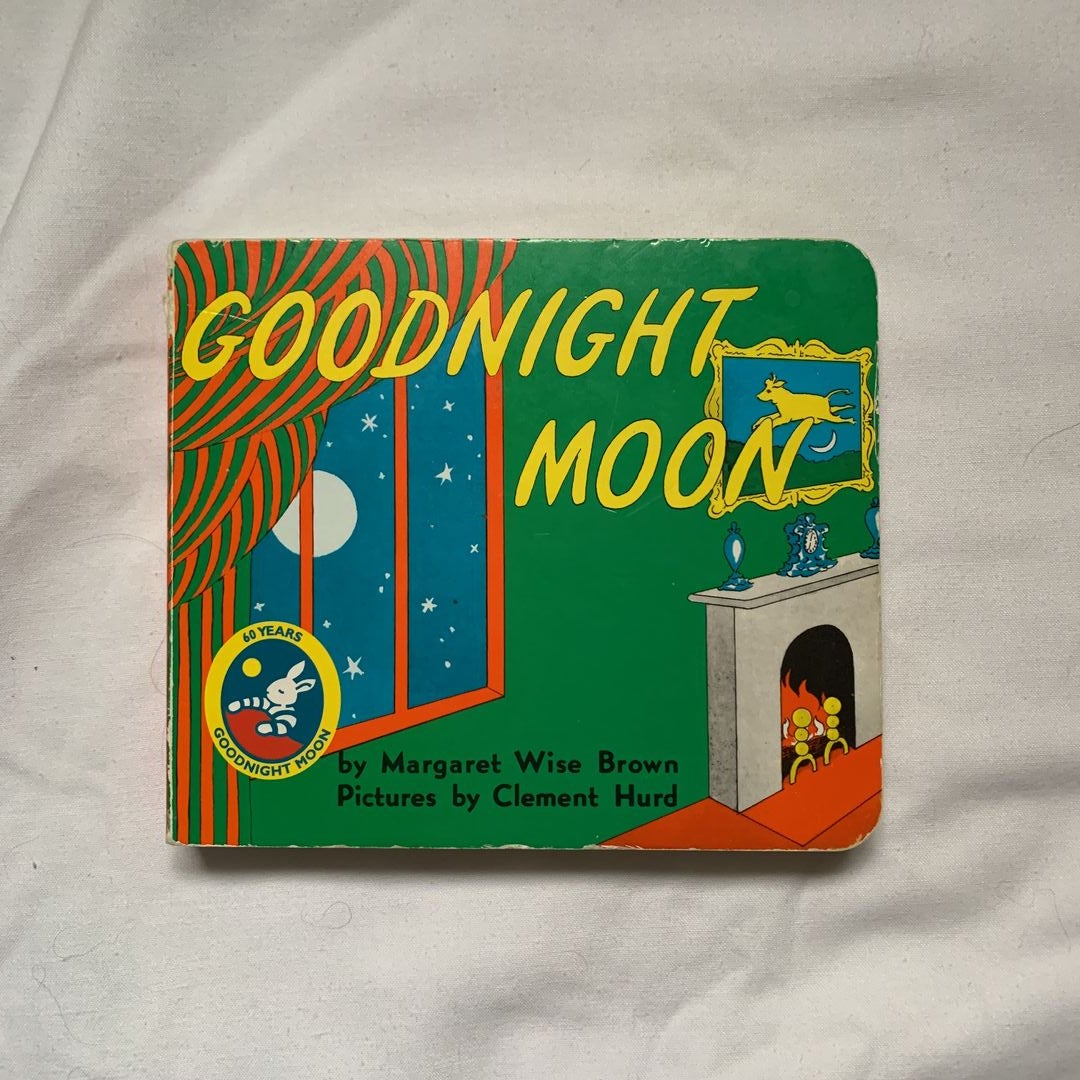 GOODNIGHT
MOON
60 YEARS
GOODNIGHT MOON
by Margaret Wise Brown
Pictures by Clement Hurd